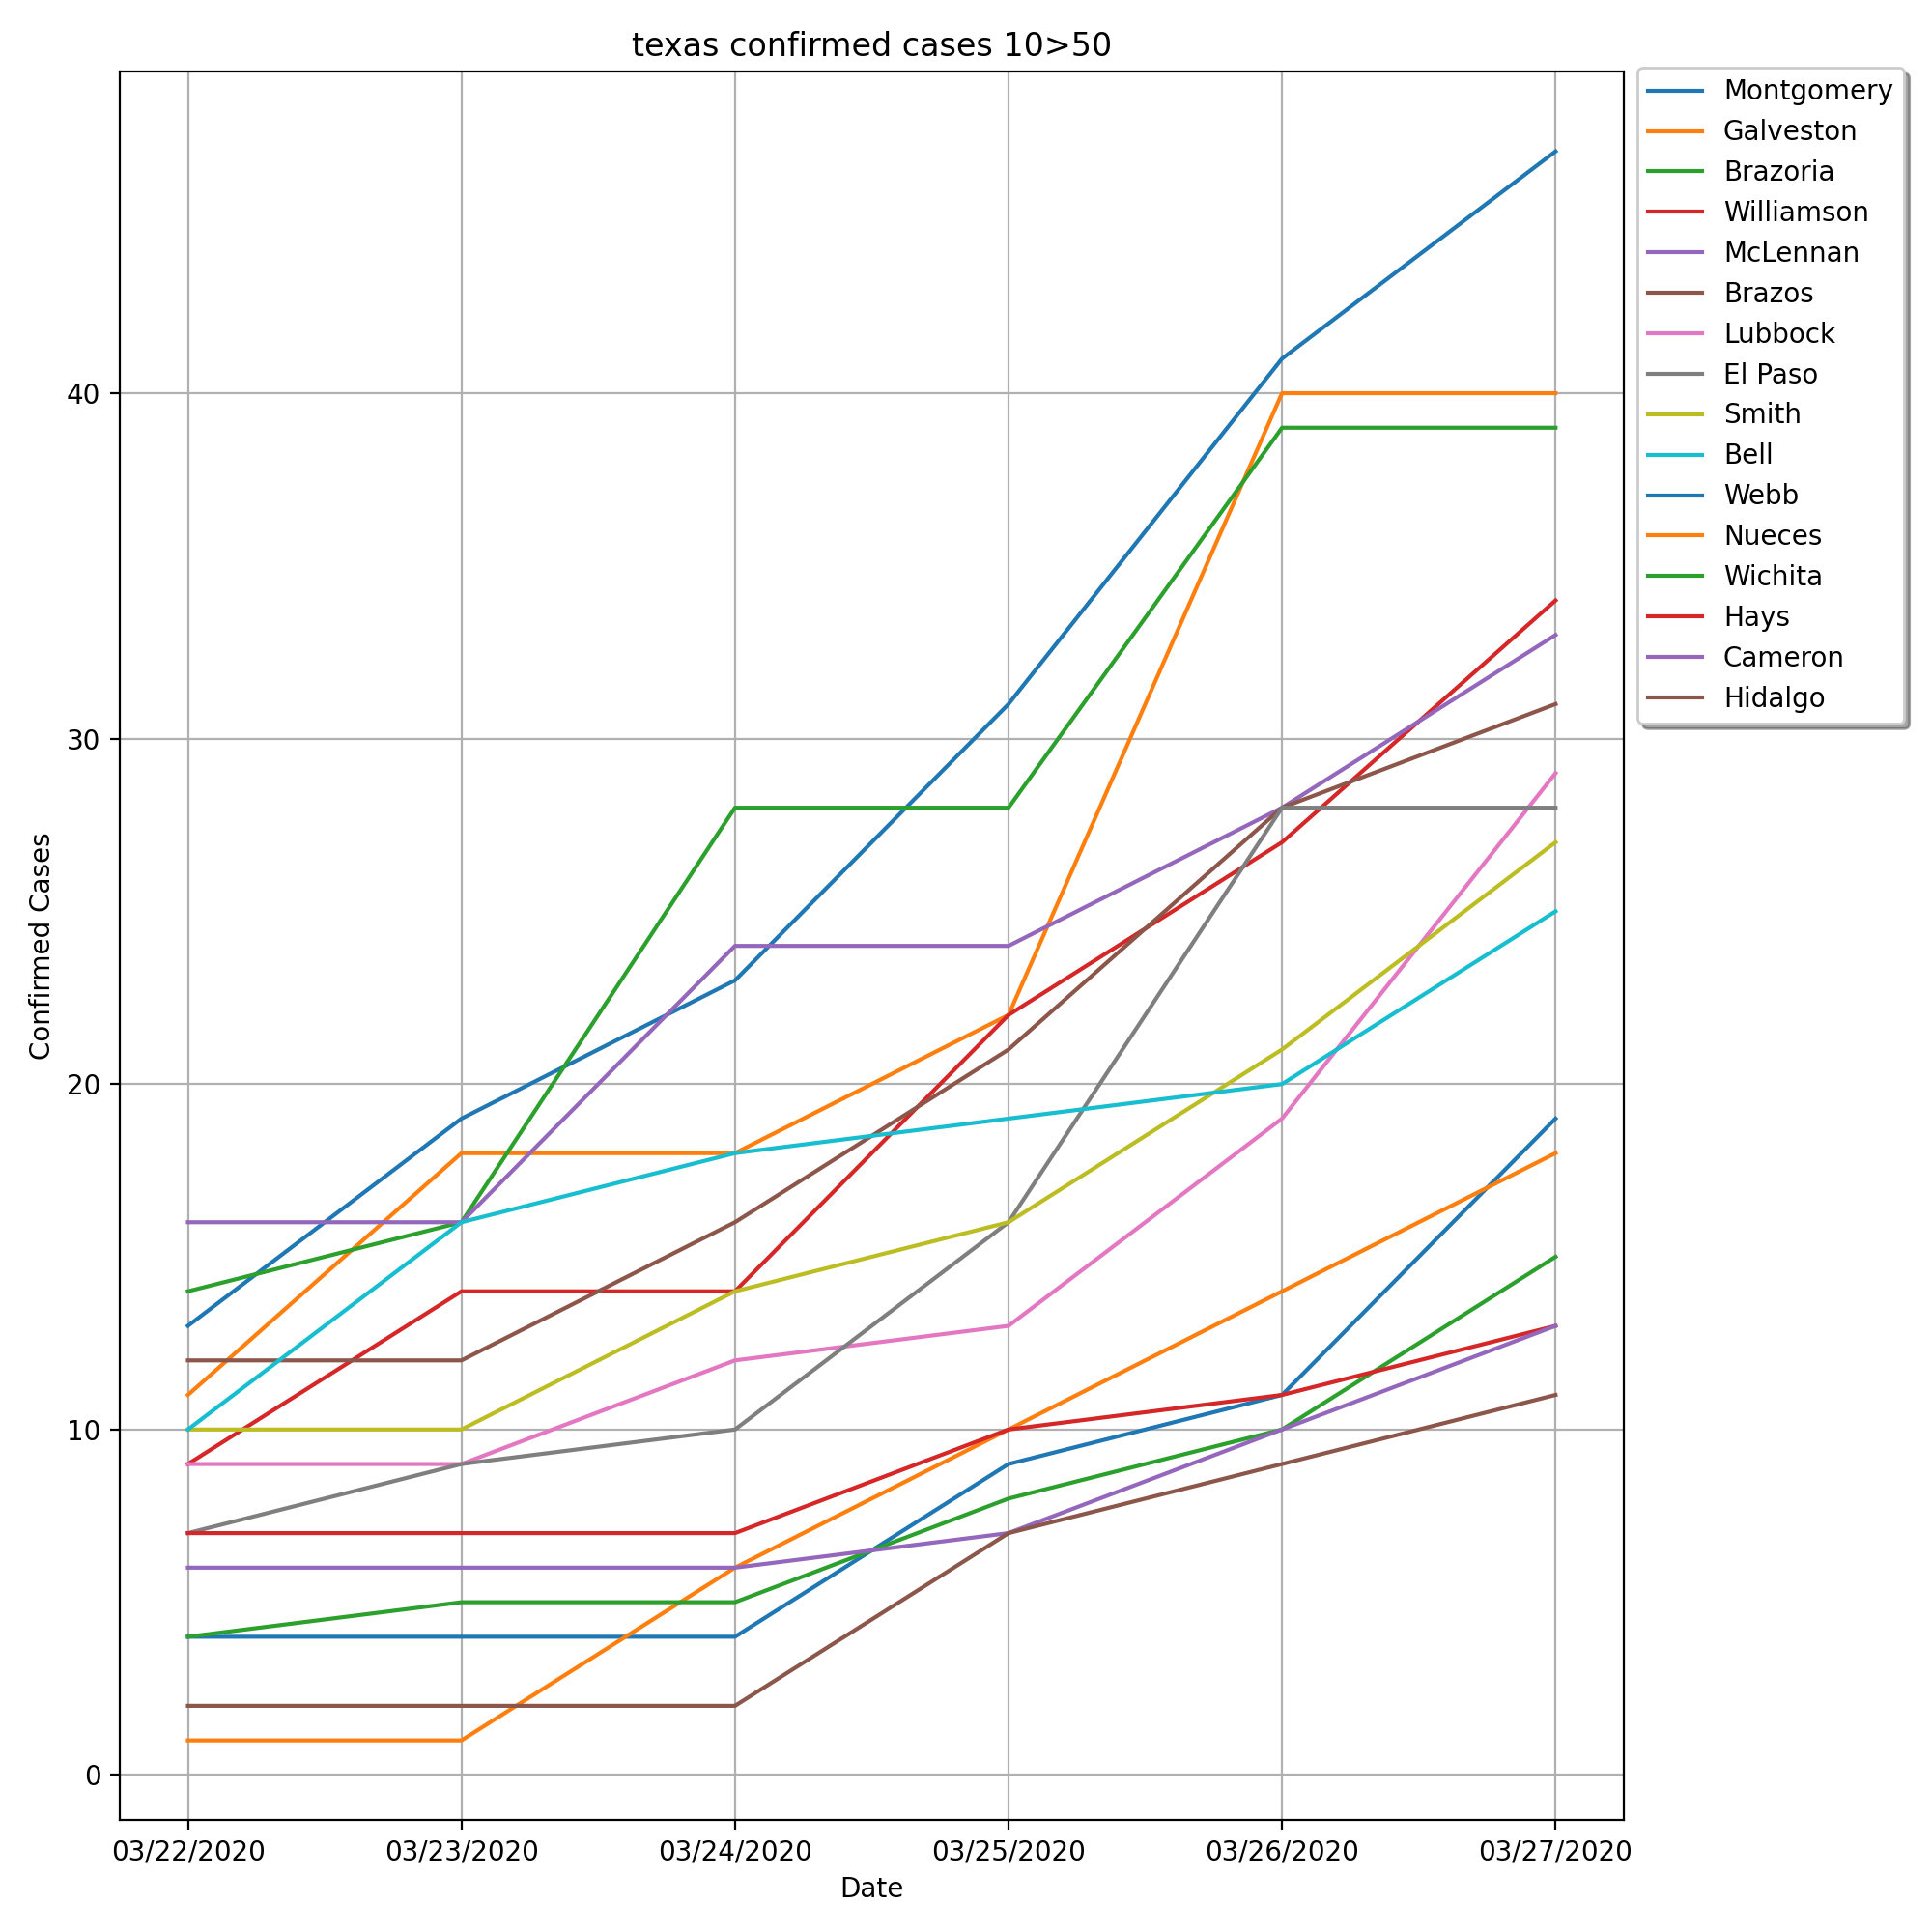 texas confirmed cases 10>50
Montgomery
Galveston
Brazoria
Williamson
McLennan
Brazos
Lubbock
El Paso
Smith
Bell
Webb
Nueces
Wichita
Hays
Cameron
Hidalgo
Confirmed Cases
40
30
20
10
0
03/22/2020 03/23/2020 03/24/2020 03/25/2020 03/26/2020 03/27/2020
Date